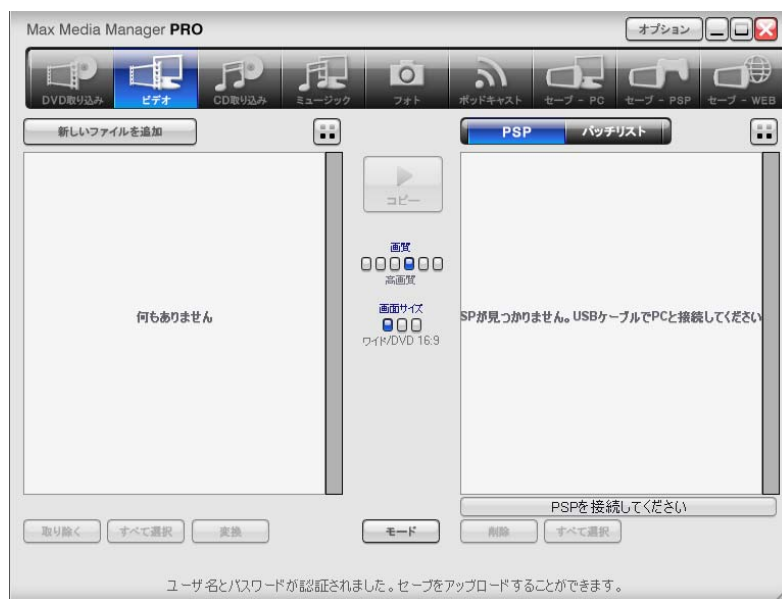 Max Media Manager PRO
オプション
DVD取り込み
ビデオ
CD取り込み
ミュージック
フォト
ポッドキャスト
セーブ - PC
セーブ - PSP
セーブ - WEB
新しいファイルを追加
PSP
バッチリスト
コピー
画質
高画質
画面サイズ
ワイド/DVD 16:9
何もありません
SPが見つかりません。USBケーブルでPCと接続してください
PSPを接続してください
取り除く
すべて選択
変換
モード
削除
すべて選択
ユーザ名とパスワードが認証されました。セーブをアップロードすることができます。